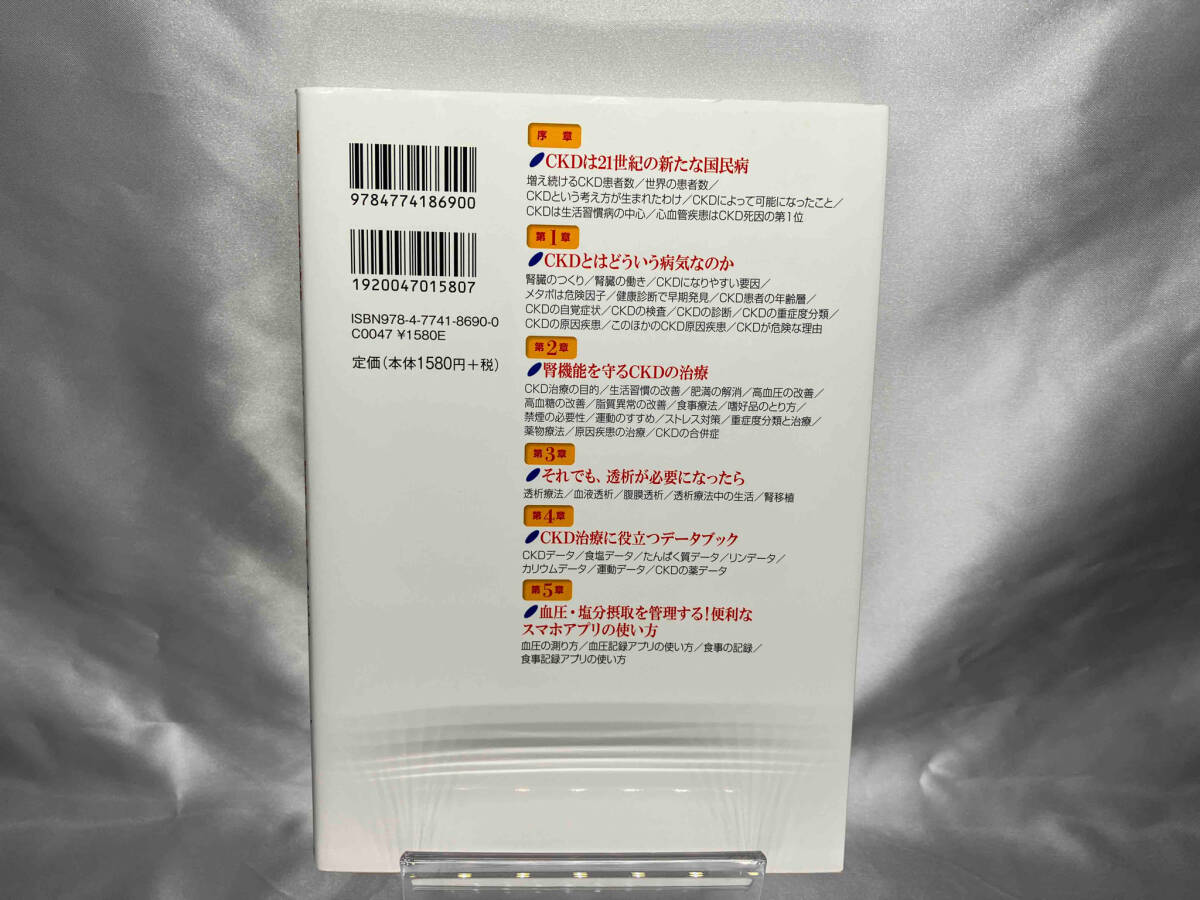 9784774186900
1920047015807
ISBN978-4-7741-8690-0
C0047 ¥1580E
定価(本体1580円+税)
序 章
CKDは21世紀の新たな国民病
増え続けるCKD患者数/世界の患者数/
CKDという考え方が生まれたわけ/CKDによって可能になったこと/
CKDは生活習慣病の中心/心血管疾患はCKD死因の第1位
第1章
CKDとはどういう病気なのか
腎臓のつくり/腎臓の働き/CKDになりやすい要因/
メタボは危険因子/健康診断で早期発見/CKD患者の年齢層/
CKDの自覚症状/CKDの検査/CKDの診断/CKDの重症度分類/
CKDの原因疾患/このほかのCKD原因疾患/CKDが危険な理由
第2章
腎機能を守るCKDの治療
CKD治療の目的/生活習慣の改善/肥満の解消/高血圧の改善/
高血糖の改善/脂質異常の改善/食事療法/嗜好品のとり方/
禁煙の必要性/運動のすすめ/ストレス対策/重症度分類と治療/
薬物療法/原因疾患の治療/CKDの合併症
第3章
それでも、透析が必要になったら
透析療法/血液透析/腹膜透析/透析療法中の生活/腎移植
第4章
CKD治療に役立つデータブック
CKDデータ/食塩データ/たんぱく質データ/リンデータ/
カリウムデータ/運動データ/CKDの薬データ
第5章
血圧・塩分摂取を管理する!便利な
スマホアプリの使い方
血圧の測り方/血圧記録アプリの使い方/食事の記録/
食事記録アプリの使い方